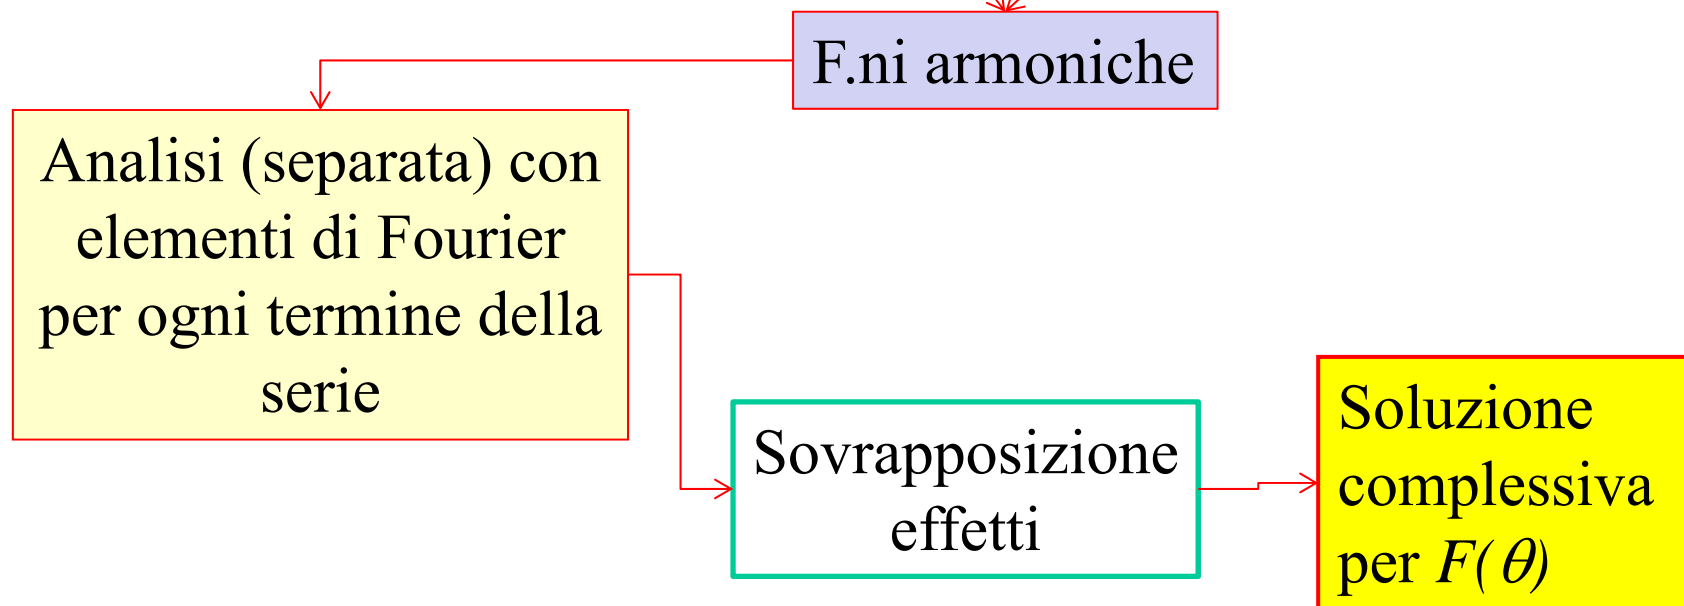 F.ni armoniche
Analisi (separata) con
elementi di Fourier
per ogni termine della
serie
Sovrapposizione
effetti
Soluzione
complessiva
per F(θ)